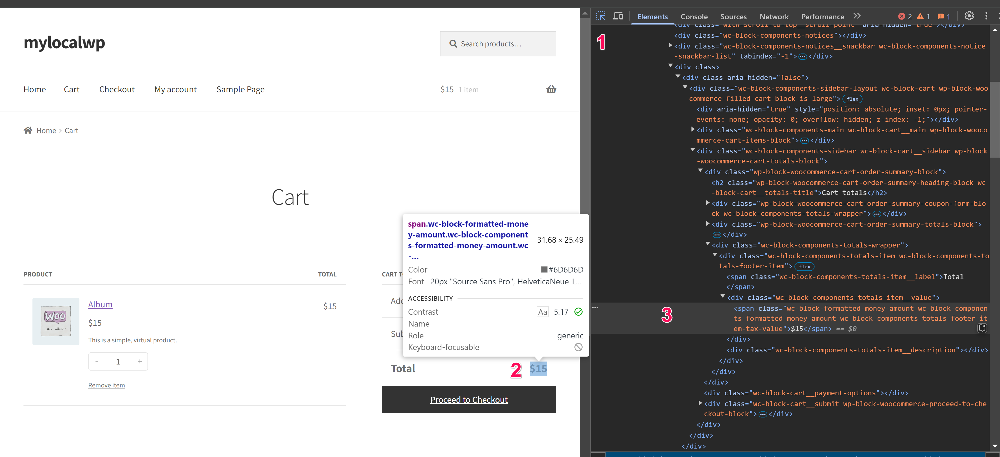 mylocalwp
Search products…
Home Cart Checkout My account Sample Page
$15 1 item
Home Cart
Cart
PRODUCT TOTAL
Album
$15
$15
This is a simple, virtual product.
- 1 +
Remove item
WOO
the album
CART T
Add
Sub
span.wc-block-formatted-mone
y-amount.wc-block-component
s-formatted-money-amount.wc
-…
31.68 × 25.49
Color #6D6D6D
Font 20px "Source Sans Pro", HelveticaNeue-L…
ACCESSIBILITY
Contrast Aa 5.17
Name
Role generic
Keyboard-focusable
Total 2 $15
Proceed to Checkout
Elements Console Sources Network Performance 2 1 1
1
<div class="with-scroll-to-top__scroll-point" aria-hidden="true"></div>
<div class="wc-block-components-notices"></div>
<div class="wc-block-components-notices__snackbar wc-block-components-notice
-snackbar-list" tabindex="-1"></div>
<div class>
<div class aria-hidden="false">
<div class="wc-block-components-sidebar-layout wc-block-cart wp-block-woo
commerce-filled-cart-block is-large"> flex
<div aria-hidden="true" style="position: absolute; inset: 0px; pointer-
events: none; opacity: 0; overflow: hidden; z-index: -1;"></div>
<div class="wc-block-components-main wc-block-cart__main wp-block-wooco
mmerce-cart-items-block"></div>
<div class="wc-block-components-sidebar wc-block-cart__sidebar wp-block
-woocommerce-cart-totals-block">
<div class="wp-block-woocommerce-cart-order-summary-block">
<h2 class="wp-block-woocommerce-cart-order-summary-heading-block wc
-block-cart__totals-title">Cart totals</h2>
<div class="wp-block-woocommerce-cart-order-summary-coupon-form-blo
ck wc-block-components-totals-wrapper"></div>
<div class="wp-block-woocommerce-cart-order-summary-totals-block">
</div>
<div class="wc-block-components-totals-wrapper">
<div class="wc-block-components-totals-item wc-block-components-to
tals-footer-item"> flex
<span class="wc-block-components-totals-item__label">Total
</span>
<div class="wc-block-components-totals-item__value">
3
<span class="wc-block-formatted-money-amount wc-block-componen
ts-formatted-money-amount wc-block-components-totals-footer-it
em-tax-value">$15</span> == $0
</div>
<div class="wc-block-components-totals-item__description"></div>
</div>
</div>
</div>
<div class="wc-block-cart__payment-options"></div>
<div class="wc-block-cart__submit wp-block-woocommerce-proceed-to-che
ckout-block"></div>
</div>
</div>
</div>